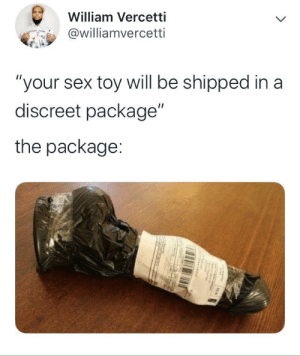 William Vercetti
@williamvercetti
"your sex toy will be shipped in a
discreet package"
the package: